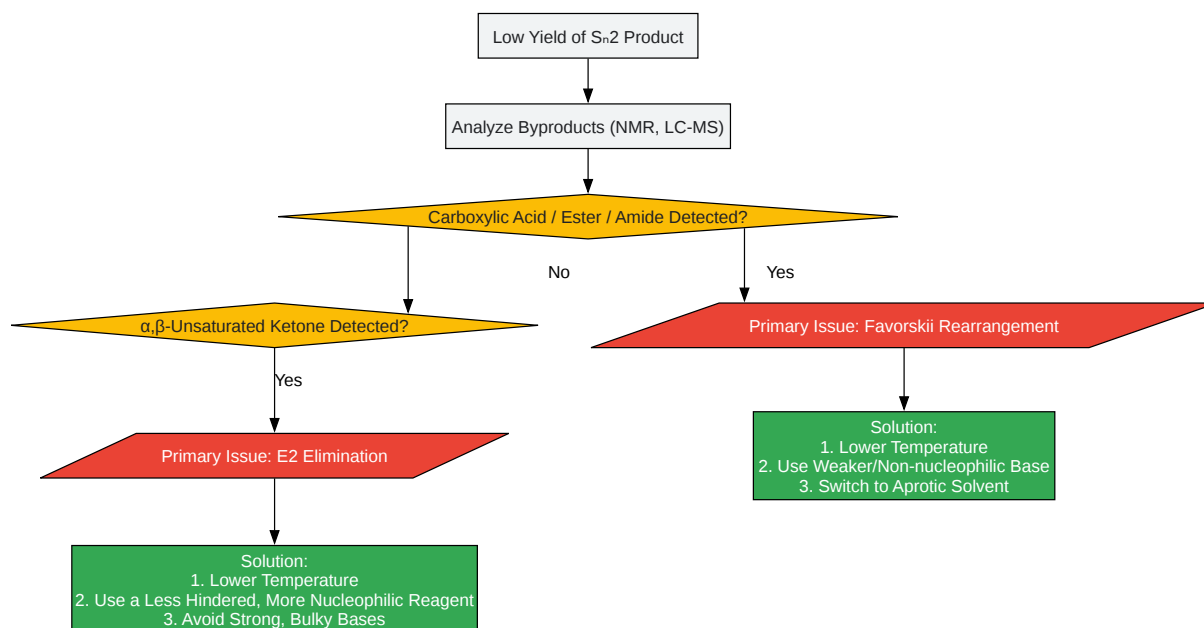 Low Yield of Sₙ2 Product
Analyze Byproducts (NMR, LC-MS)
Carboxylic Acid / Ester / Amide Detected?
No
Yes
α,β-Unsaturated Ketone Detected?
Primary Issue: Favorskii Rearrangement
Yes
Solution:
1. Lower Temperature
2. Use Weaker/Non-nucleophilic Base
3. Switch to Aprotic Solvent
Primary Issue: E2 Elimination
Solution:
1. Lower Temperature
2. Use a Less Hindered, More Nucleophilic Reagent
3. Avoid Strong, Bulky Bases